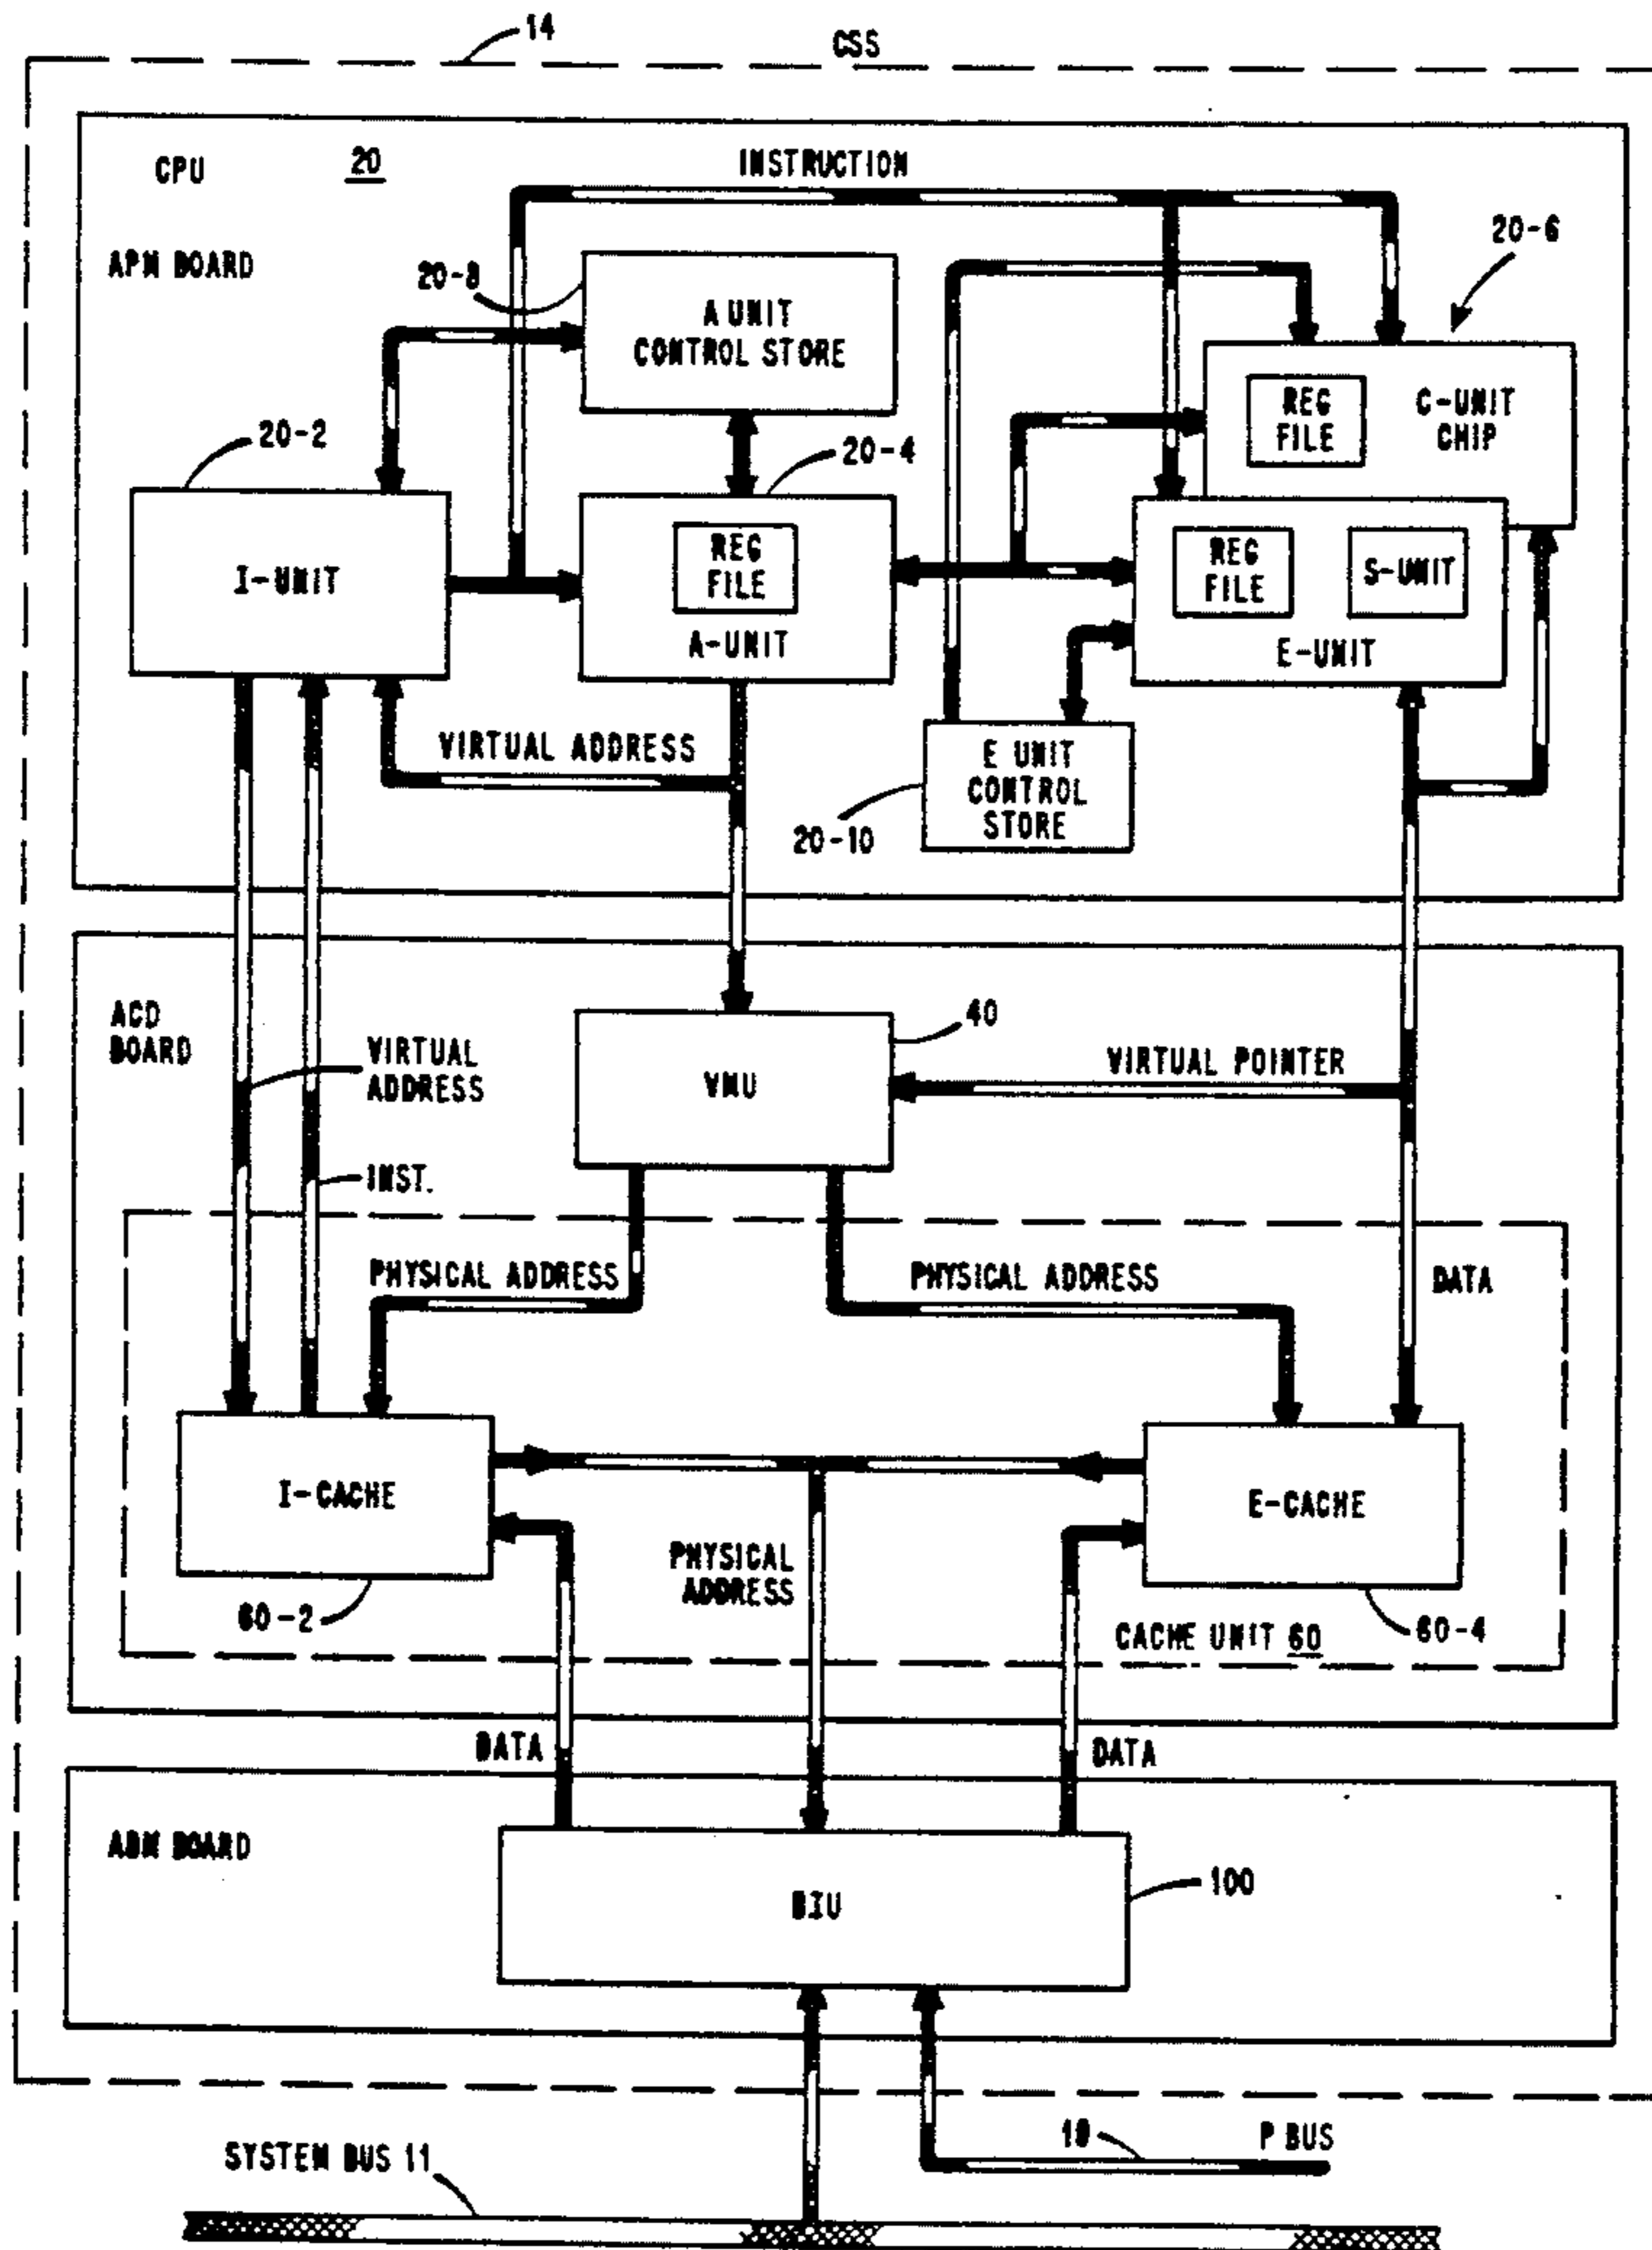 14
CSS
CPU 20
INSTRUCTION
APM BOARD
20-8
A UNIT
CONTROL STORE
20-6
REG
FILE
C-UNIT
CHIP
20-2
20-4
I-UNIT
REG
FILE
A-UNIT
REG
FILE
S-UNIT
E-UNIT
VIRTUAL ADDRESS
E UNIT
CONTROL
STORE
20-10
ACD
BOARD
VIRTUAL
ADDRESS
40
VMU
VIRTUAL POINTER
INST.
PHYSICAL ADDRESS
PHYSICAL ADDRESS
DATA
I-CACHE
E-CACHE
PHYSICAL
ADDRESS
60-2
CACHE UNIT 60
60-4
DATA
DATA
ABM BOARD
BIU
100
P BUS
SYSTEM BUS 11